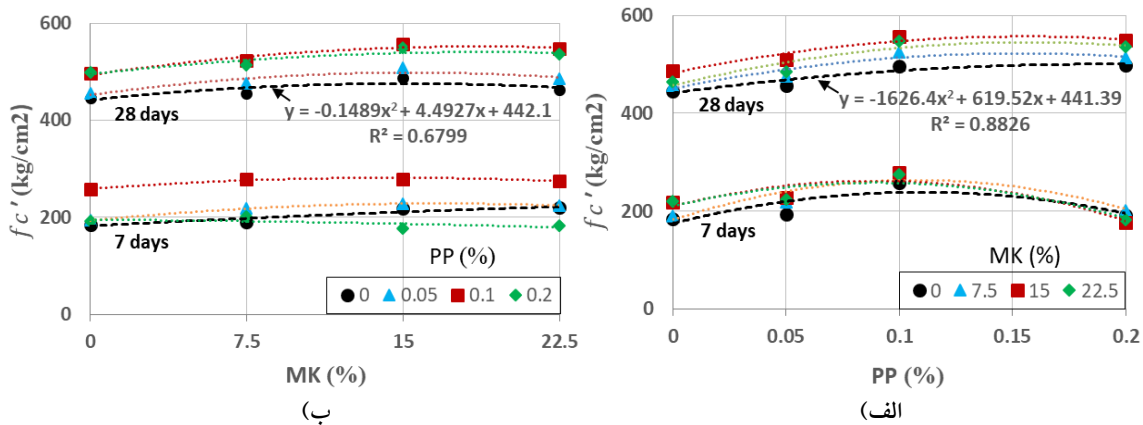 600
400
200
0
f c ′ (kg/cm2)
28 days
y = -0.1489x² + 4.4927x + 442.1
R² = 0.6799
7 days
PP (%)
0 0.05 0.1 0.2
0 7.5 15 22.5
MK (%)
ب)
600
400
200
0
f c ′ (kg/cm2)
28 days
y = -1626.4x² + 619.52x + 441.39
R² = 0.8826
7 days
MK (%)
0 7.5 15 22.5
0 0.05 0.1 0.15 0.2
PP (%)
الف)